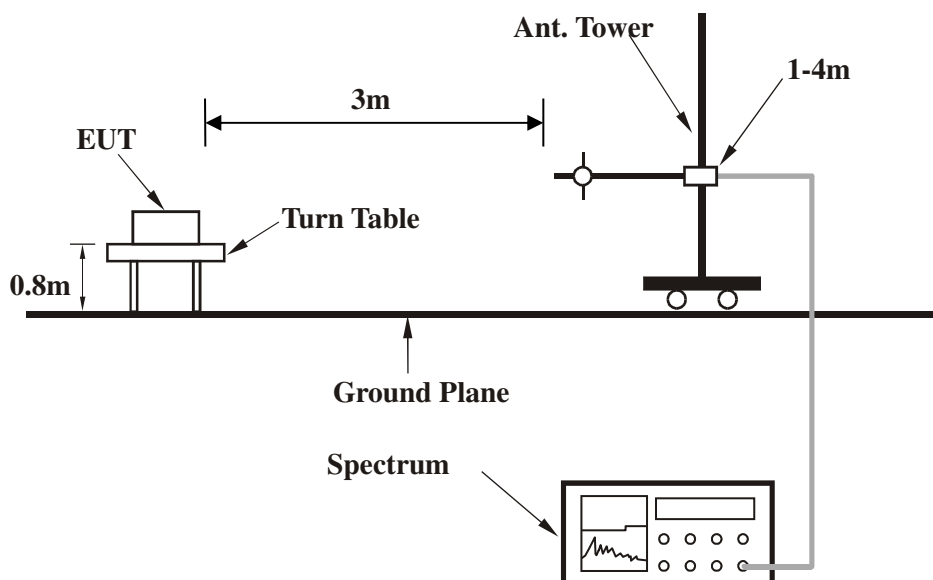 Ant. Tower
1-4m
3m
EUT
Turn Table
0.8m
Ground Plane
Spectrum